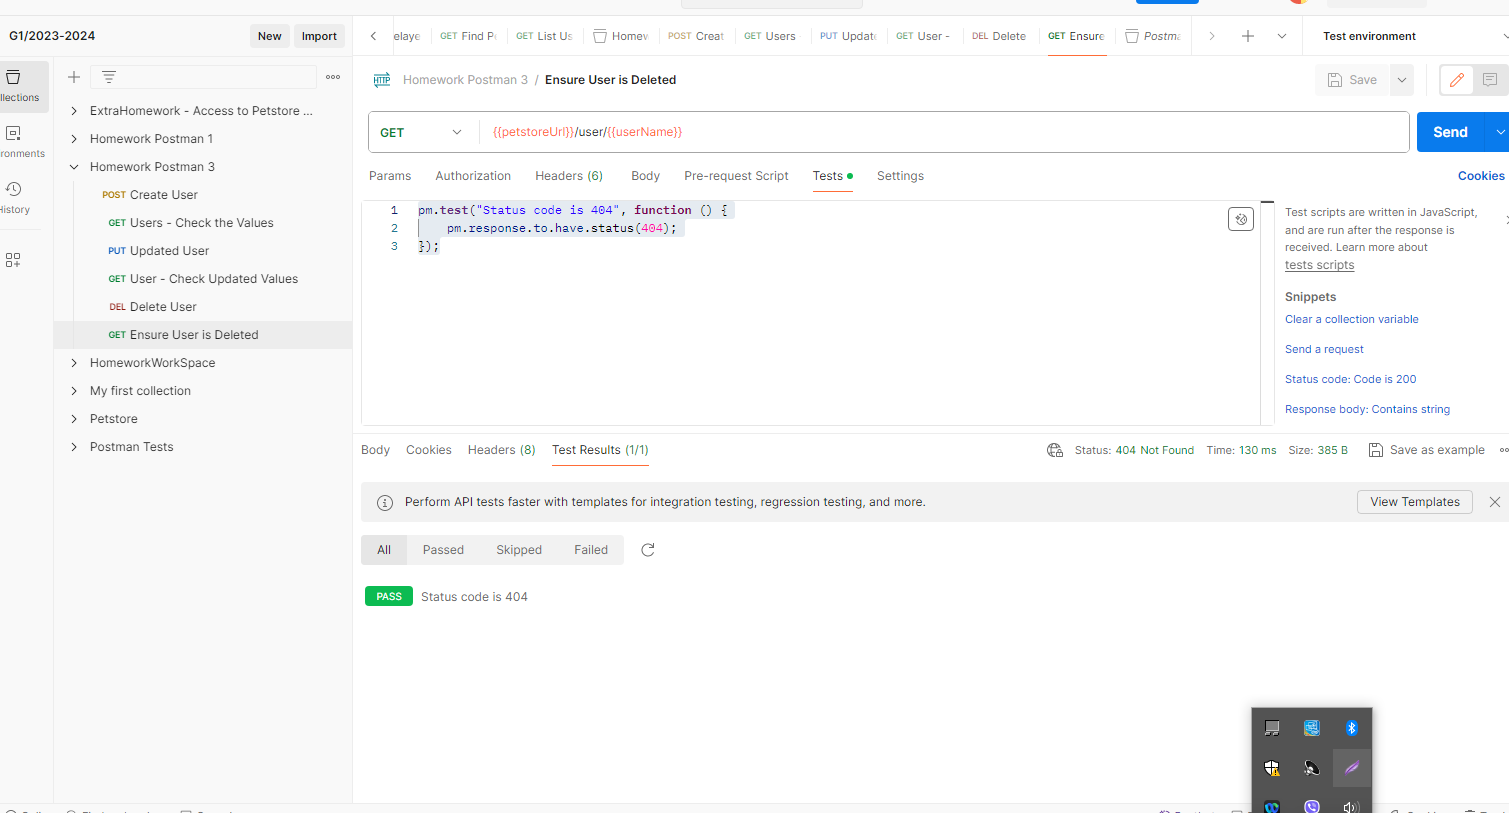 G1/2023-2024
New
Import
GET Find
GET List Us
POST Creat
GET Users
PUT
GET User -
DEL Delete
GET Ensure
Test environment
Homework Postman 3 / Ensure User is Deleted
Save
ExtraHomework - Access to Petstore ...
Homework Postman 1
Homework Postman 3
POST Create User
GET Users - Check the Values
PUT Updated User
GET User - Check Updated Values
DEL Delete User
GET Ensure User is Deleted
HomeworkWorkSpace
My first collection
Petstore
Postman Tests
GET
{{petstoreUrl}}/user/{{userName}}
Send
Params
Authorization
Headers (6)
Body
Pre-request Script
Tests
Settings
Cookies
1 pm.test("Status code is 404", function () {
2 pm.response.to.have.status(404);
3 });
Test scripts are written in JavaScript,
and are run after the response is
received. Learn more about
tests scripts
Snippets
Clear a collection variable
Send a request
Status code: Code is 200
Response body: Contains string
Body
Cookies
Headers (8)
Test Results (1/1)
Status: 404 Not Found
Time: 130 ms
Size: 385 B
Save as example
Perform API tests faster with templates for integration testing, regression testing, and more.
View Templates
All
Passed
Skipped
Failed
PASS
Status code is 404